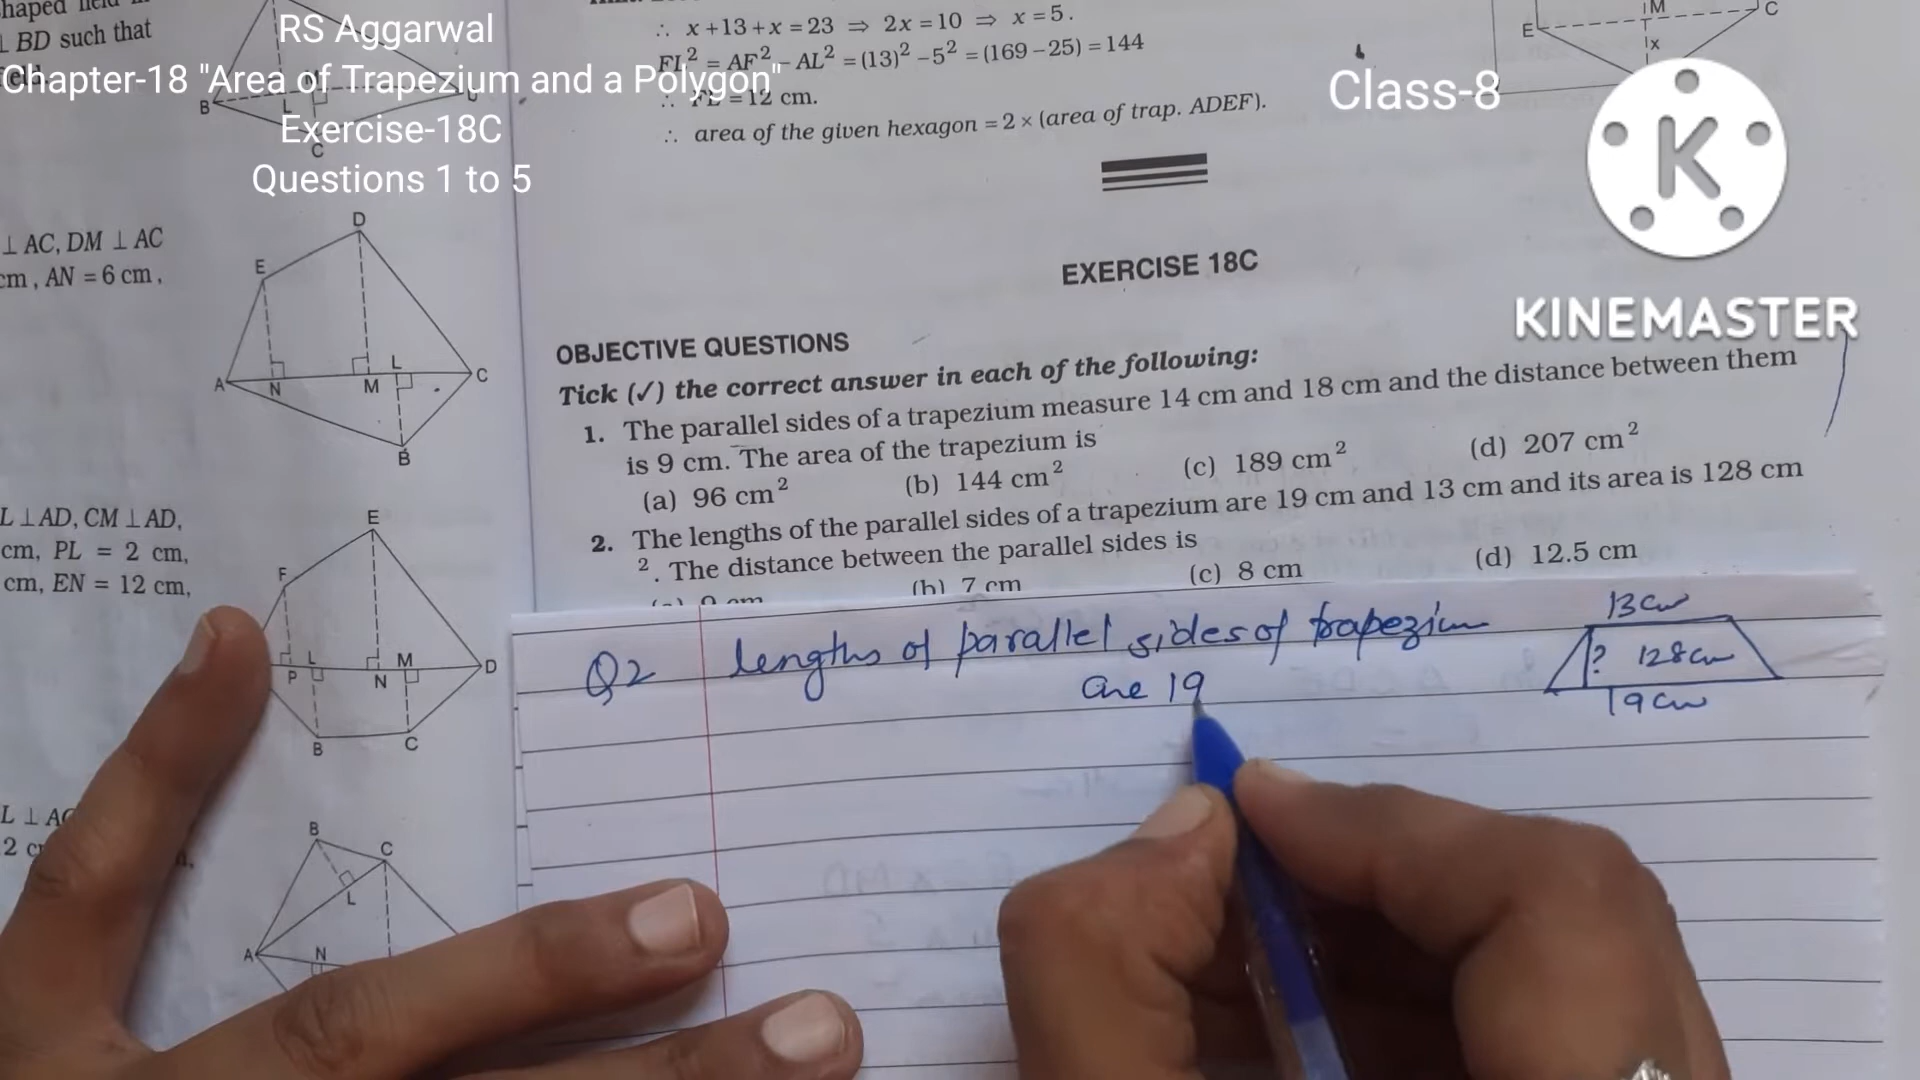 RS Aggarwal
Chapter-18 "Area of Trapezium and a Polygon"
Exercise-18C
Questions 1 to 5
Class-8
KINEMASTER
K
⊥ BD such that
B
L
C
⊥ AC, DM ⊥ AC
cm, AN = 6 cm,
D
E
A
N
M
L
C
B
L ⊥ AD, CM ⊥ AD,
cm, PL = 2 cm,
cm, EN = 12 cm,
E
F
P
L
N
M
D
B
C
2
B
C
L
A
N
∴ x + 13 + x = 23 ⇒ 2x = 10 ⇒ x = 5.
FL² = AF² − AL² = (13)² − 5² = (169 − 25) = 144
∴ = 12 cm.
∴ area of the given hexagon = 2 × (area of trap. ADEF).
M
E
C
x
EXERCISE 18C
OBJECTIVE QUESTIONS
Tick (✓) the correct answer in each of the following:
1. The parallel sides of a trapezium measure 14 cm and 18 cm and the distance between them
is 9 cm. The area of the trapezium is
(a) 96 cm² (b) 144 cm² (c) 189 cm² (d) 207 cm²
2. The lengths of the parallel sides of a trapezium are 19 cm and 13 cm and its area is 128 cm
². The distance between the parallel sides is
(b) 7 cm (c) 8 cm (d) 12.5 cm
Q2 lengths of parallel sides of trapezium
are 19
13cm
? 128cm
19cm